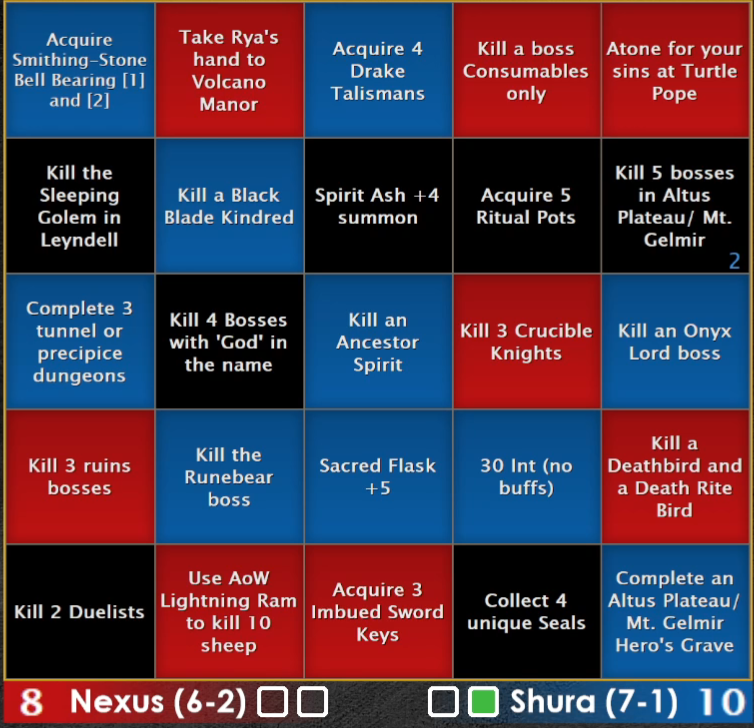 Acquire
Smithing-Stone
Bell Bearing [1]
and [2]
Take Rya's
hand to
Volcano
Manor
Acquire 4
Drake
Talismans
Kill a boss
Consumables
only
Atone for your
sins at Turtle
Pope
Kill the
Sleeping
Golem in
Leyndell
Kill a Black
Blade Kindred
Spirit Ash +4
summon
Acquire 5
Ritual Pots
Kill 5 bosses
in Altus
Plateau/ Mt.
Gelmir
2
Complete 3
tunnel or
precipice
dungeons
Kill 4 Bosses
with 'God' in
the name
Kill an
Ancestor
Spirit
Kill 3 Crucible
Knights
Kill an Onyx
Lord boss
Kill 3 ruins
bosses
Kill the
Runebear
boss
Sacred Flask
+5
30 Int (no
buffs)
Kill a
Deathbird and
a Death Rite
Bird
Kill 2 Duelists
Use AoW
Lightning Ram
to kill 10
sheep
Acquire 3
Imbued Sword
Keys
Collect 4
unique Seals
Complete an
Altus Plateau/
Mt. Gelmir
Hero's Grave
8 Nexus (6-2)
Shura (7-1) 10